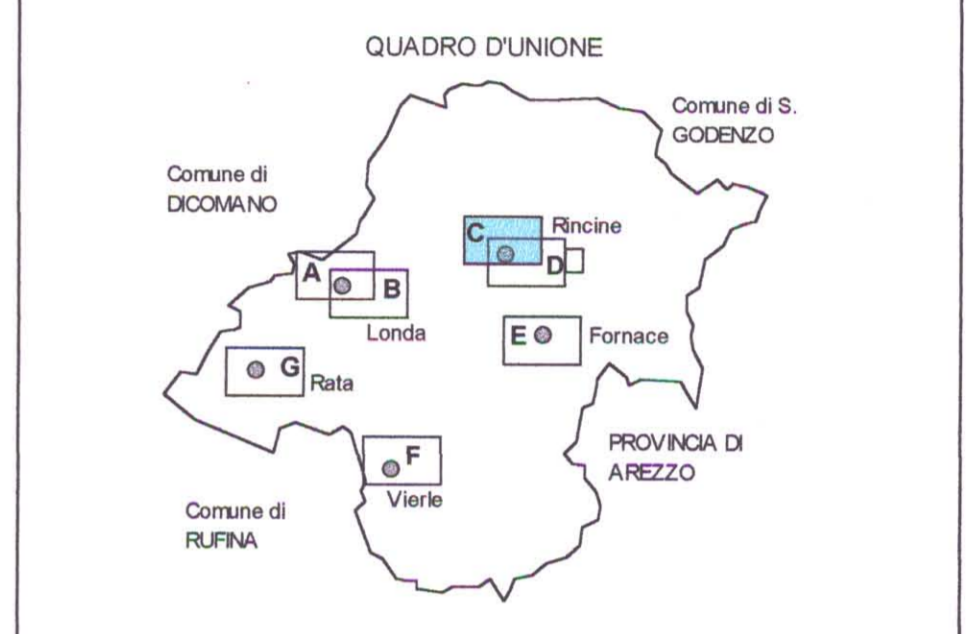 QUADRO D'UNIONE
Comune di S.
GODENZO
Comune di
DICOMANO
C
Rincine
A
D
B
Londa
E
Fornace
G
Rata
PROVINCIA DI
AREZZO
F
Vierle
Comune di
RUFINA